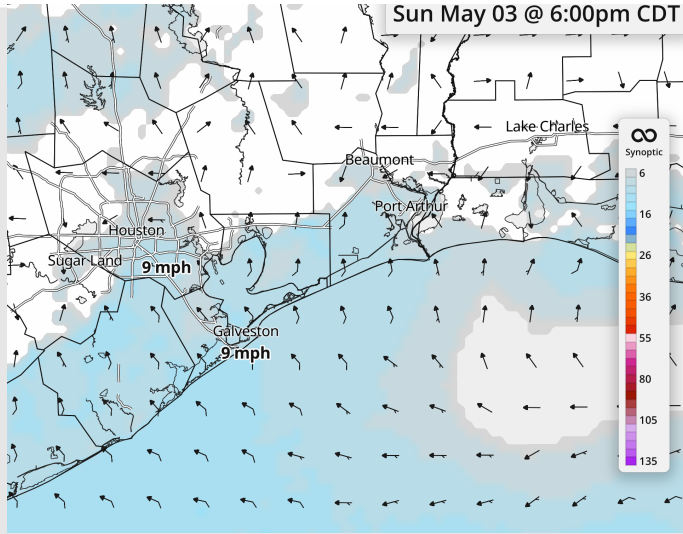 Sun May 03 @ 6:00pm CDT
Lake Charles
Synoptic
Beaumont
6
Port Arthur
16
Houston
26
Sugar Land
9 mph
36
Galveston
55
9 mph
80
105
135